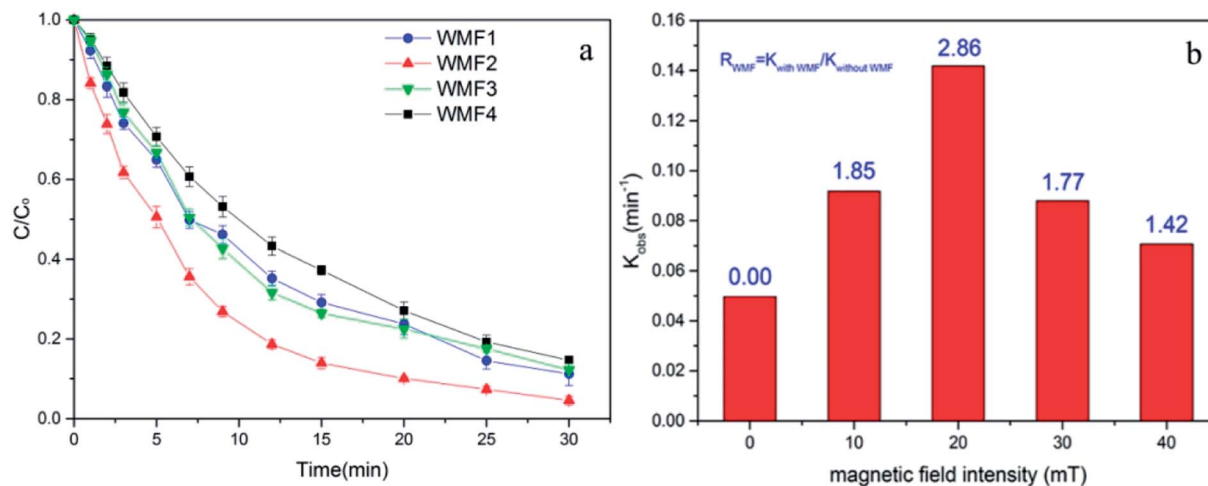 a
WMF1
WMF2
WMF3
WMF4
C/C₀
1.0
0.8
0.6
0.4
0.2
0.0
0 5 10 15 20 25 30
Time(min)
b
R_WMF=K_with WMF/K_without WMF
K_obs(min⁻¹)
0.16
0.14
0.12
0.10
0.08
0.06
0.04
0.02
0.00
0.00
1.85
2.86
1.77
1.42
0 10 20 30 40
magnetic field intensity (mT)